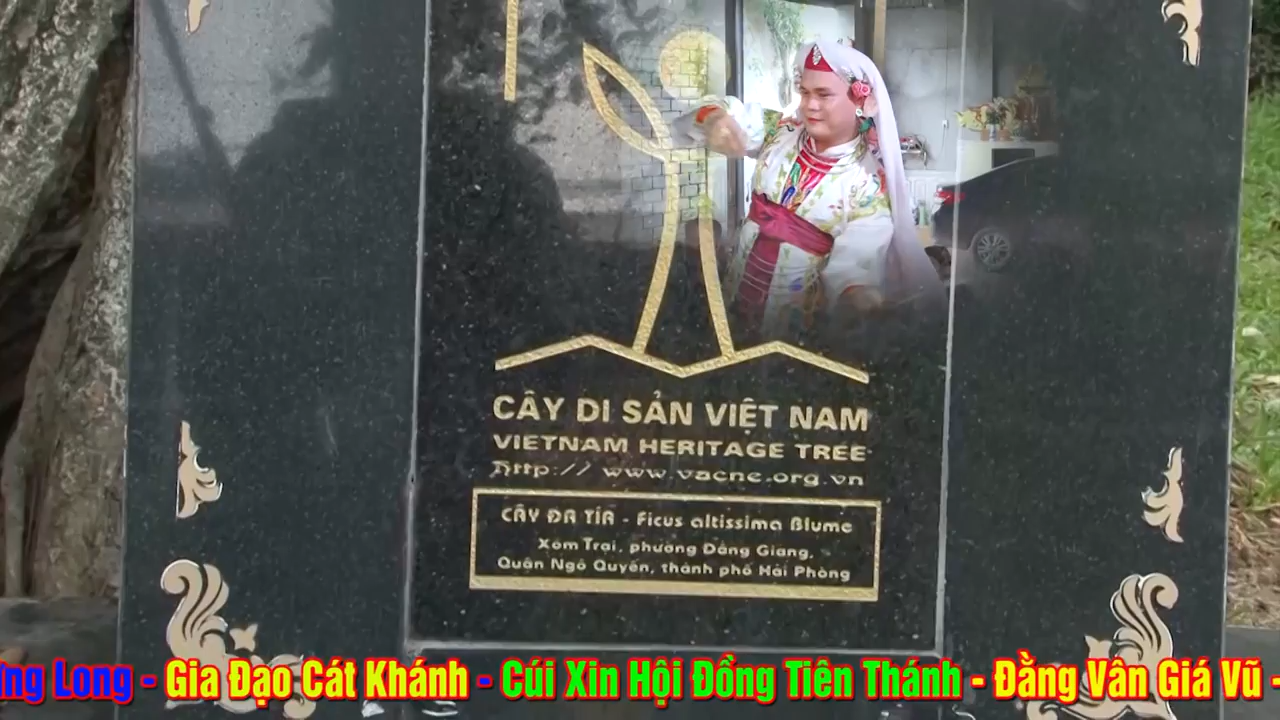 CÂY DI SẢN VIỆT NAM
VIETNAM HERITAGE TREE
http://www.vacne.org.vn
CÂY ĐA TÍA - Ficus altissima Blume
Xóm Trại, phường Đằng Giang,
Quận Ngô Quyền, thành phố Hải Phòng
ng Long - Gia Đạo Cát Khánh - Cúi Xin Hội Đồng Tiên Thánh - Đằng Vân Giá Vũ -